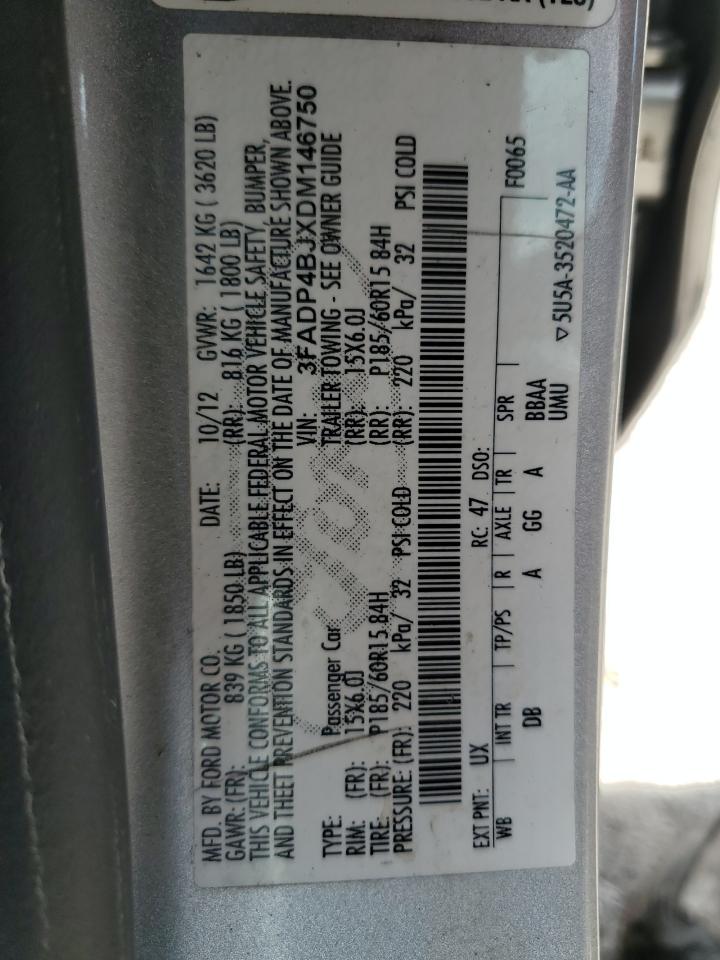 MFD. BY FORD MOTOR CO. DATE: 10/12 GVWR: 1642 KG ( 3620 LB)
GAWR: (FR): 839 KG ( 1850 LB) (RR): 816 KG ( 1800 LB)
THIS VEHICLE CONFORMS TO ALL APPLICABLE FEDERAL MOTOR VEHICLE SAFETY, BUMPER,
AND THEFT PREVENTION STANDARDS IN EFFECT ON THE DATE OF MANUFACTURE SHOWN ABOVE.
VIN: 3FADP4BJXDM146750
TYPE: Passenger Car TRAILER TOWING - SEE OWNER GUIDE
RIM: (FR): 15X6.0J (RR): 15X6.0J
TIRE: (FR): P185/60R15 84H (RR): P185/60R15 84H
PRESSURE: (FR): 220 kPa/ 32 PSI COLD (RR): 220 kPa/ 32 PSI COLD
EXT PNT: UX RC: 47 DSO:
WB INT TR TP/PS R AXLE TR SPR F0065
DB A GG A BBAA
UMU
▽5U5A-3520472-AA